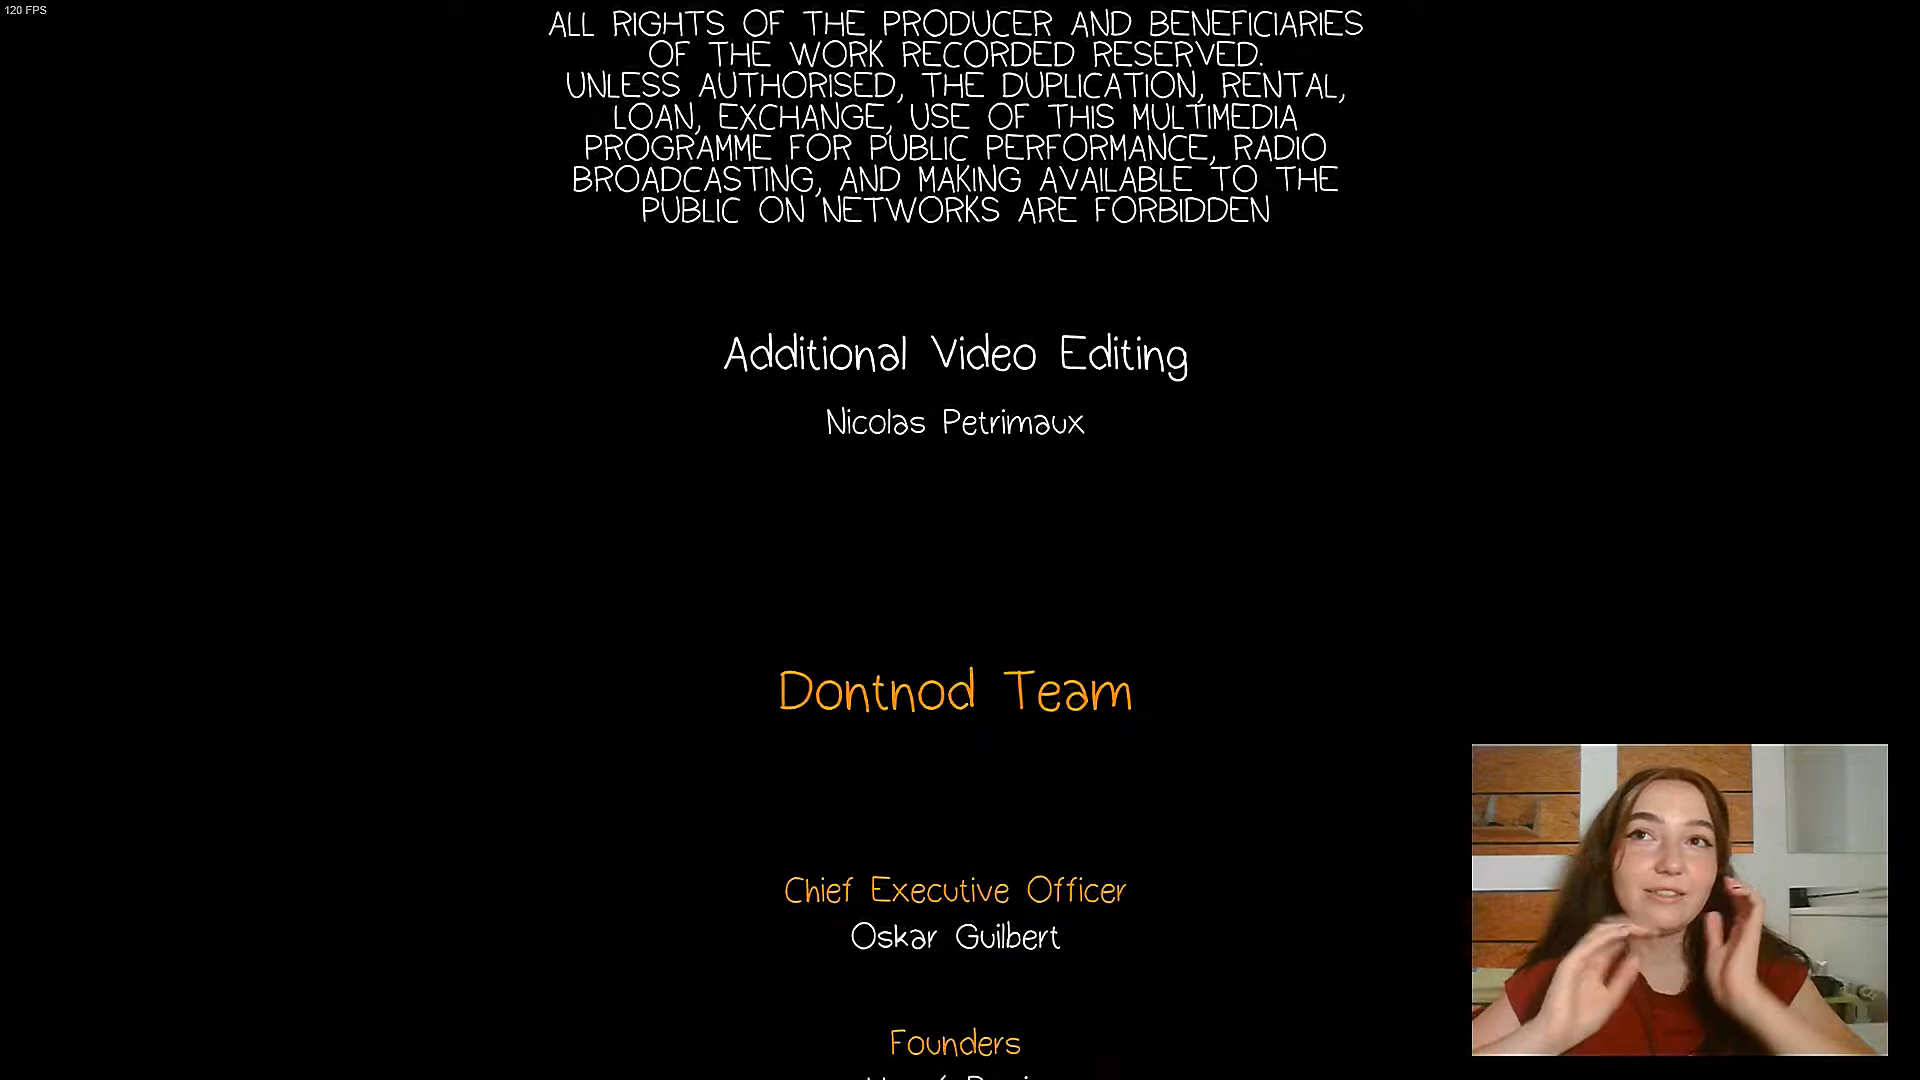 120 FPS
ALL RIGHTS OF THE PRODUCER AND BENEFICIARIES
OF THE WORK RECORDED RESERVED.
UNLESS AUTHORISED, THE DUPLICATION, RENTAL,
LOAN, EXCHANGE, USE OF THIS MULTIMEDIA
PROGRAMME FOR PUBLIC PERFORMANCE, RADIO
BROADCASTING, AND MAKING AVAILABLE TO THE
PUBLIC ON NETWORKS ARE FORBIDDEN
Additional Video Editing
Nicolas Petrimaux
Dontnod Team
Chief Executive Officer
Oskar Guilbert
Founders